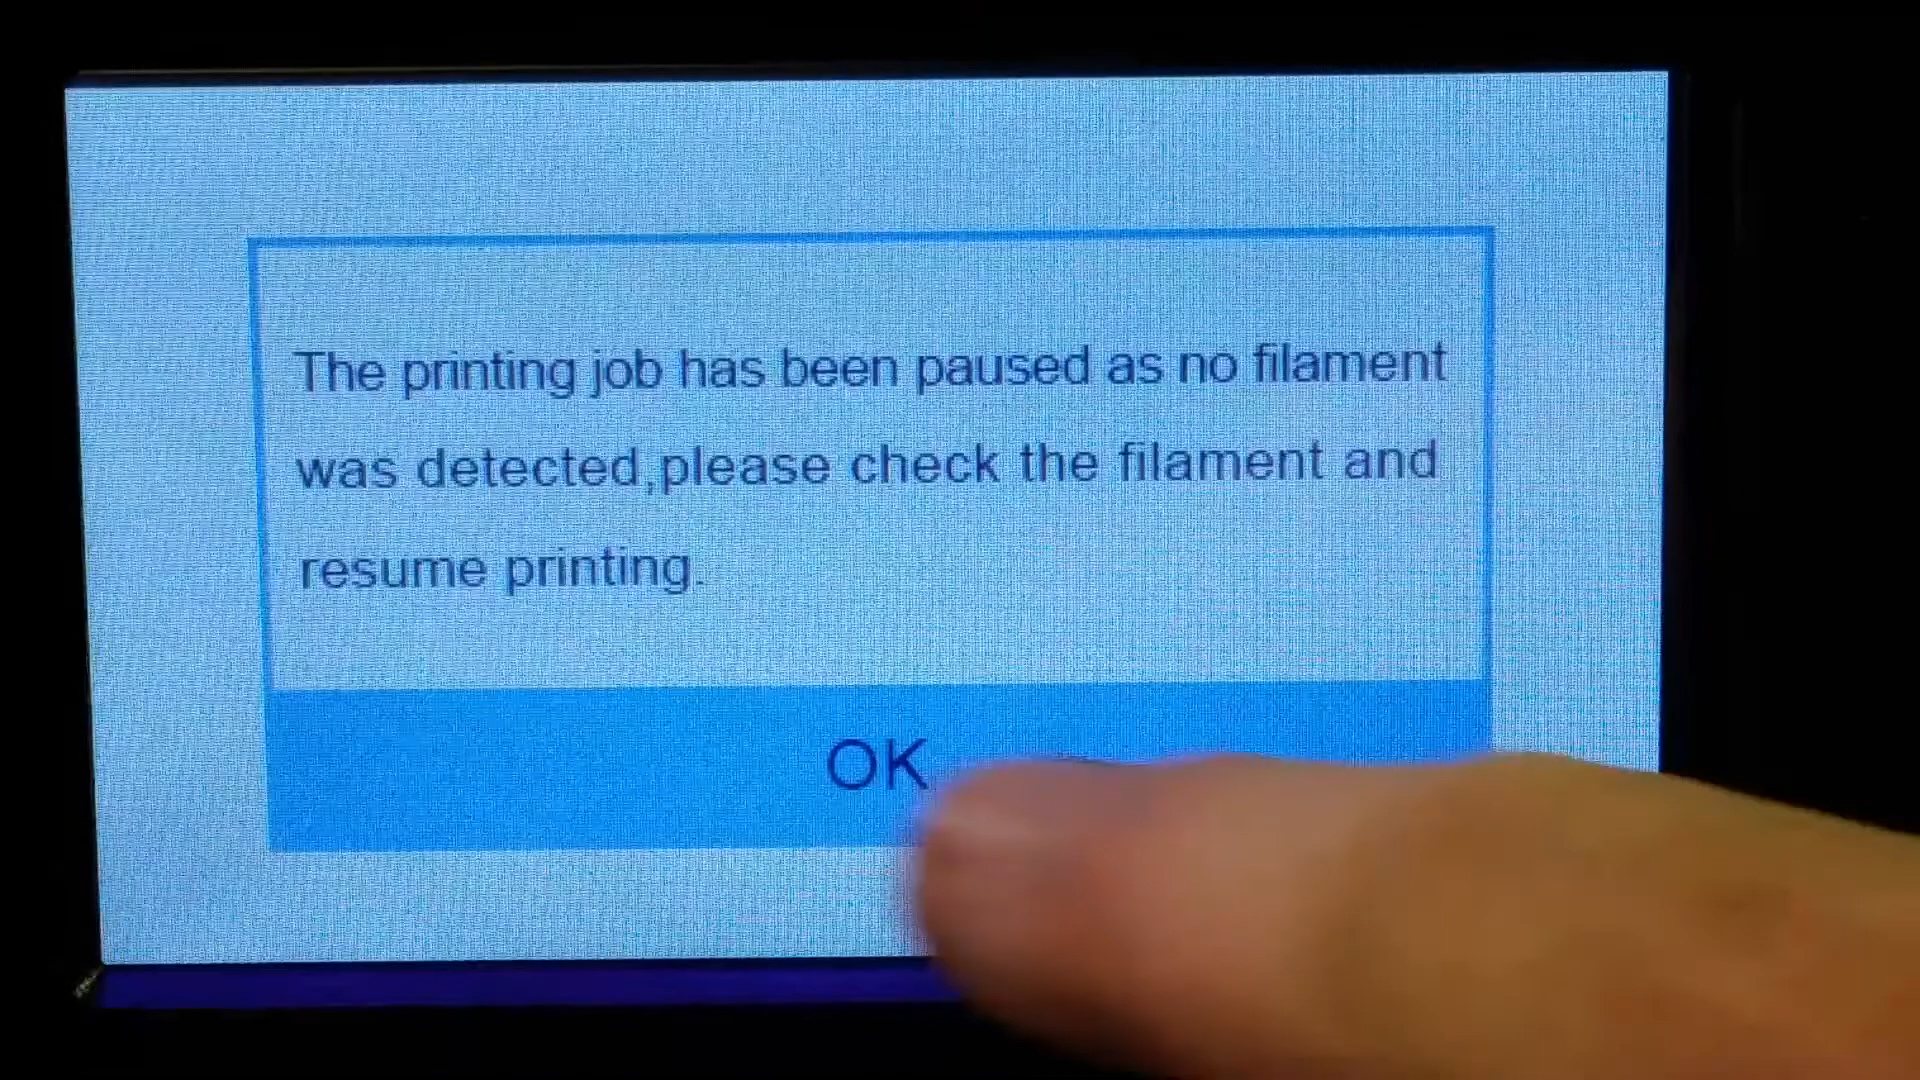 The printing job has been paused as no filament
was detected,please check the filament and
resume printing.
OK